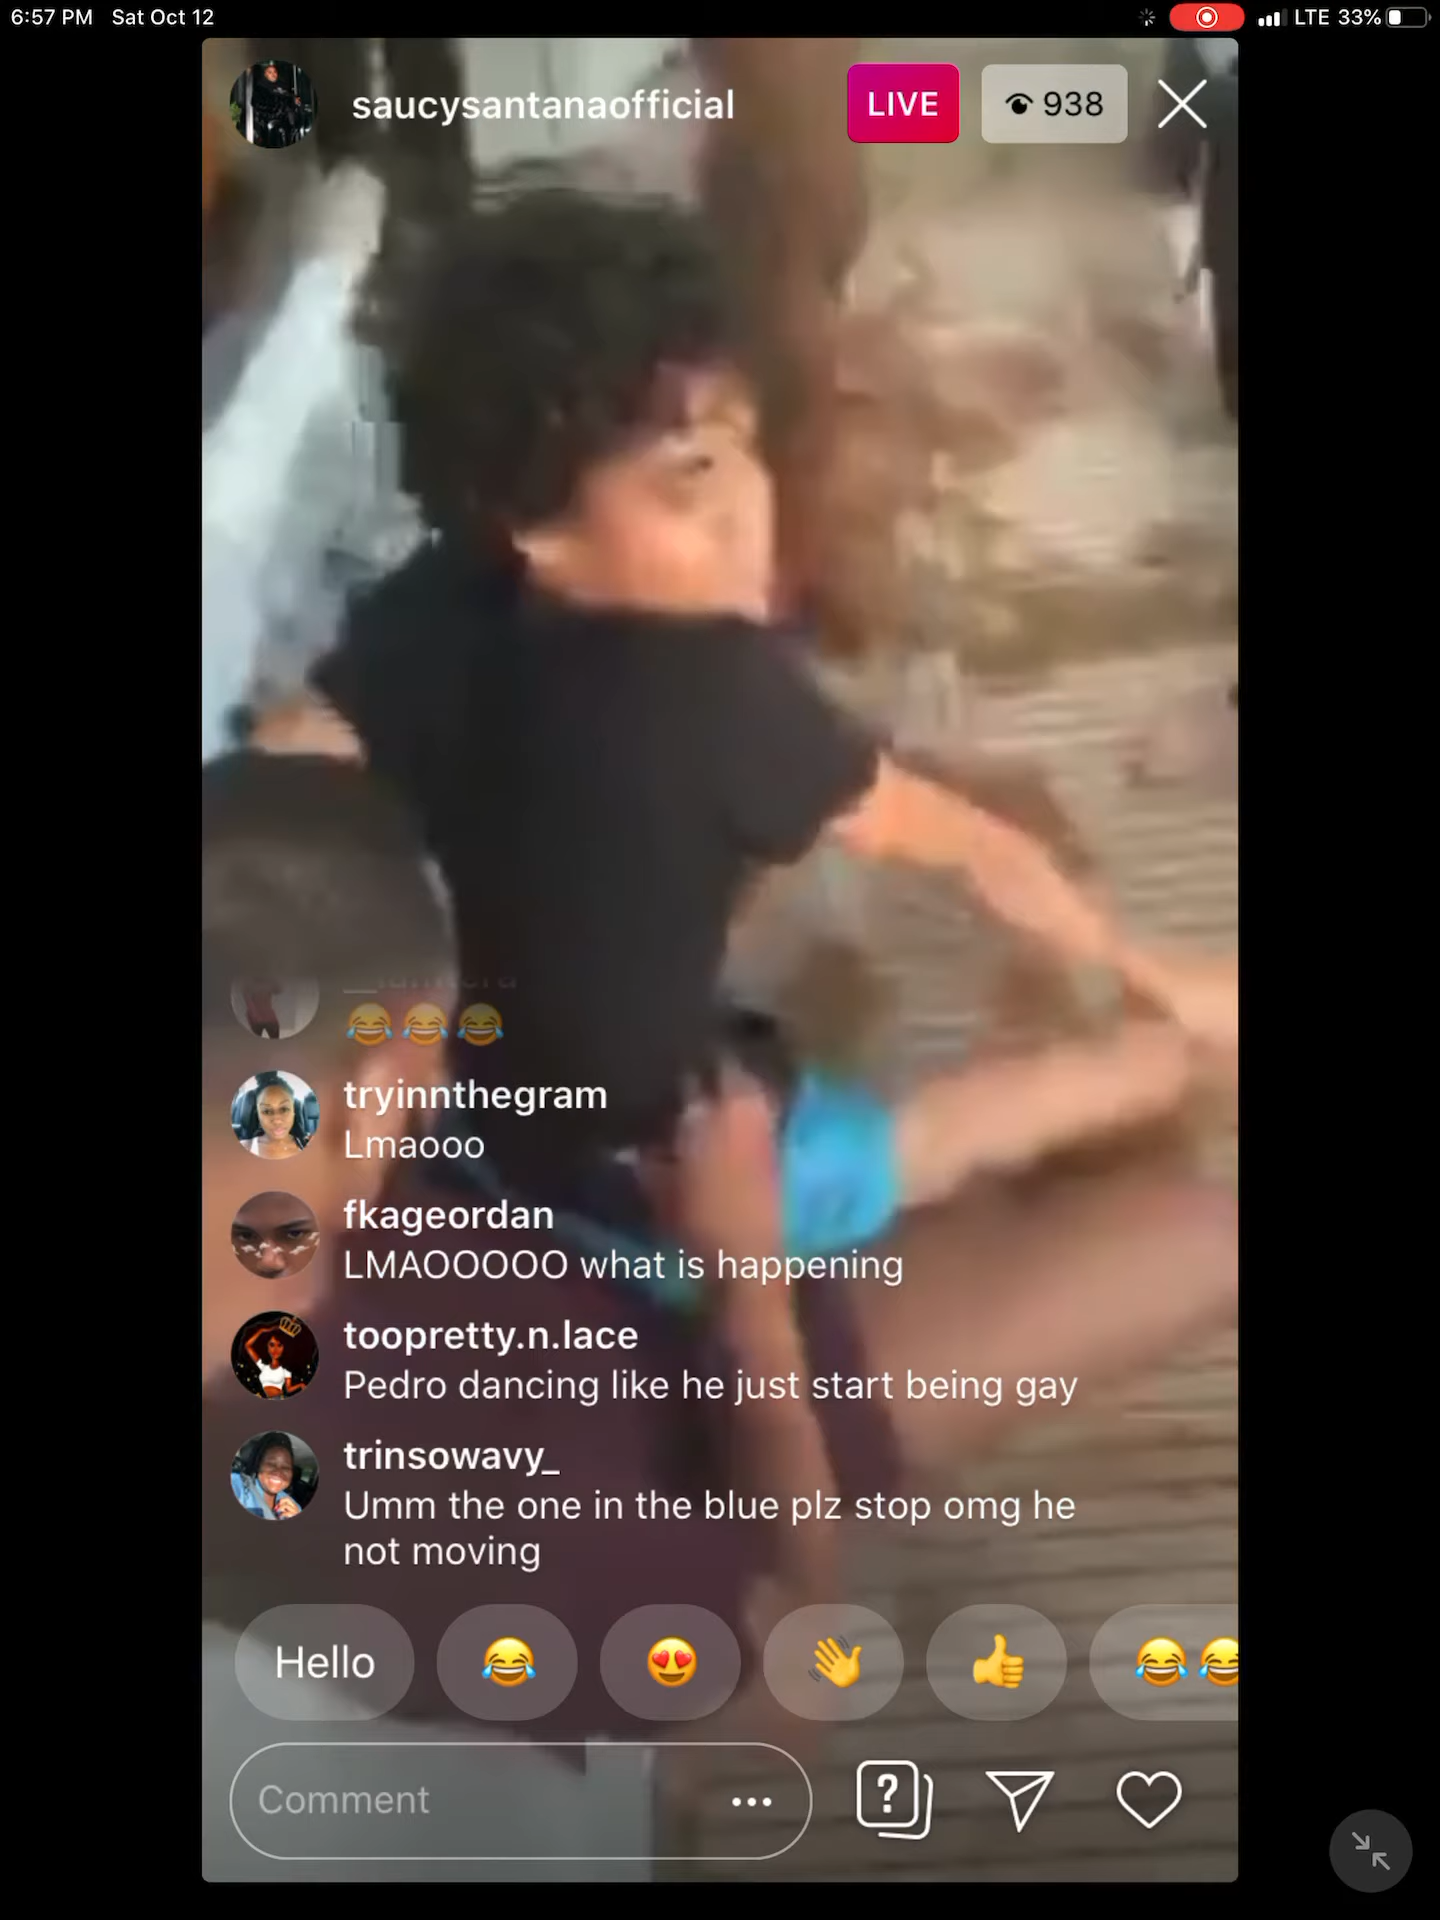 6:57 PM Sat Oct 12
LTE 33%
saucysantanaofficial
LIVE
938
😂😂😂
tryinnthegram
Lmaooo
fkageordan
LMAOOOOO what is happening
toopretty.n.lace
Pedro dancing like he just start being gay
trinsowavy_
Umm the one in the blue plz stop omg he
not moving
Hello 😂 😍 👋 👍 😂😂
Comment
?